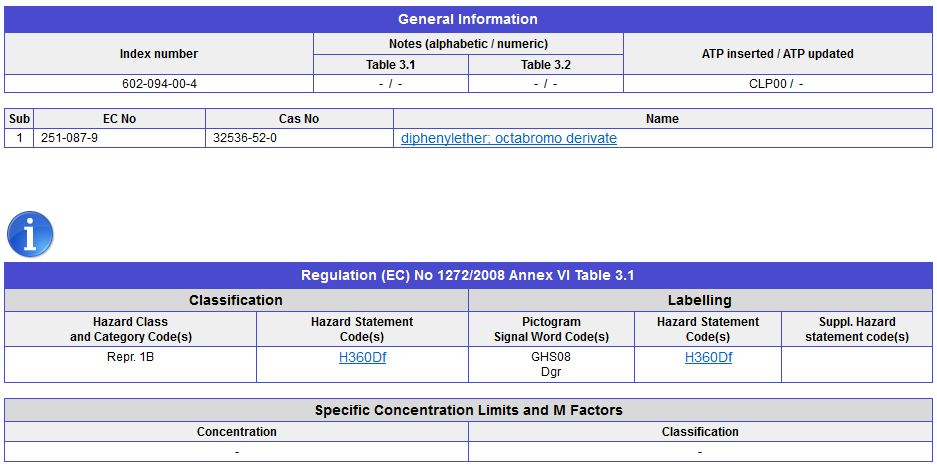 General Information
Index number
Notes (alphabetic / numeric)
ATP inserted / ATP updated
Table 3.1
Table 3.2
602-094-00-4
- / -
- / -
CLP00 / -
Sub
EC No
Cas No
Name
1
251-087-9
32536-52-0
diphenylether; octabromo derivate
i
Regulation (EC) No 1272/2008 Annex VI Table 3.1
Classification
Labelling
Hazard Class
and Category Code(s)
Hazard Statement
Code(s)
Pictogram
Signal Word Code(s)
Hazard Statement
Code(s)
Suppl. Hazard
statement code(s)
Repr. 1B
H360Df
GHS08
Dgr
H360Df
Specific Concentration Limits and M Factors
Concentration
Classification
-
-